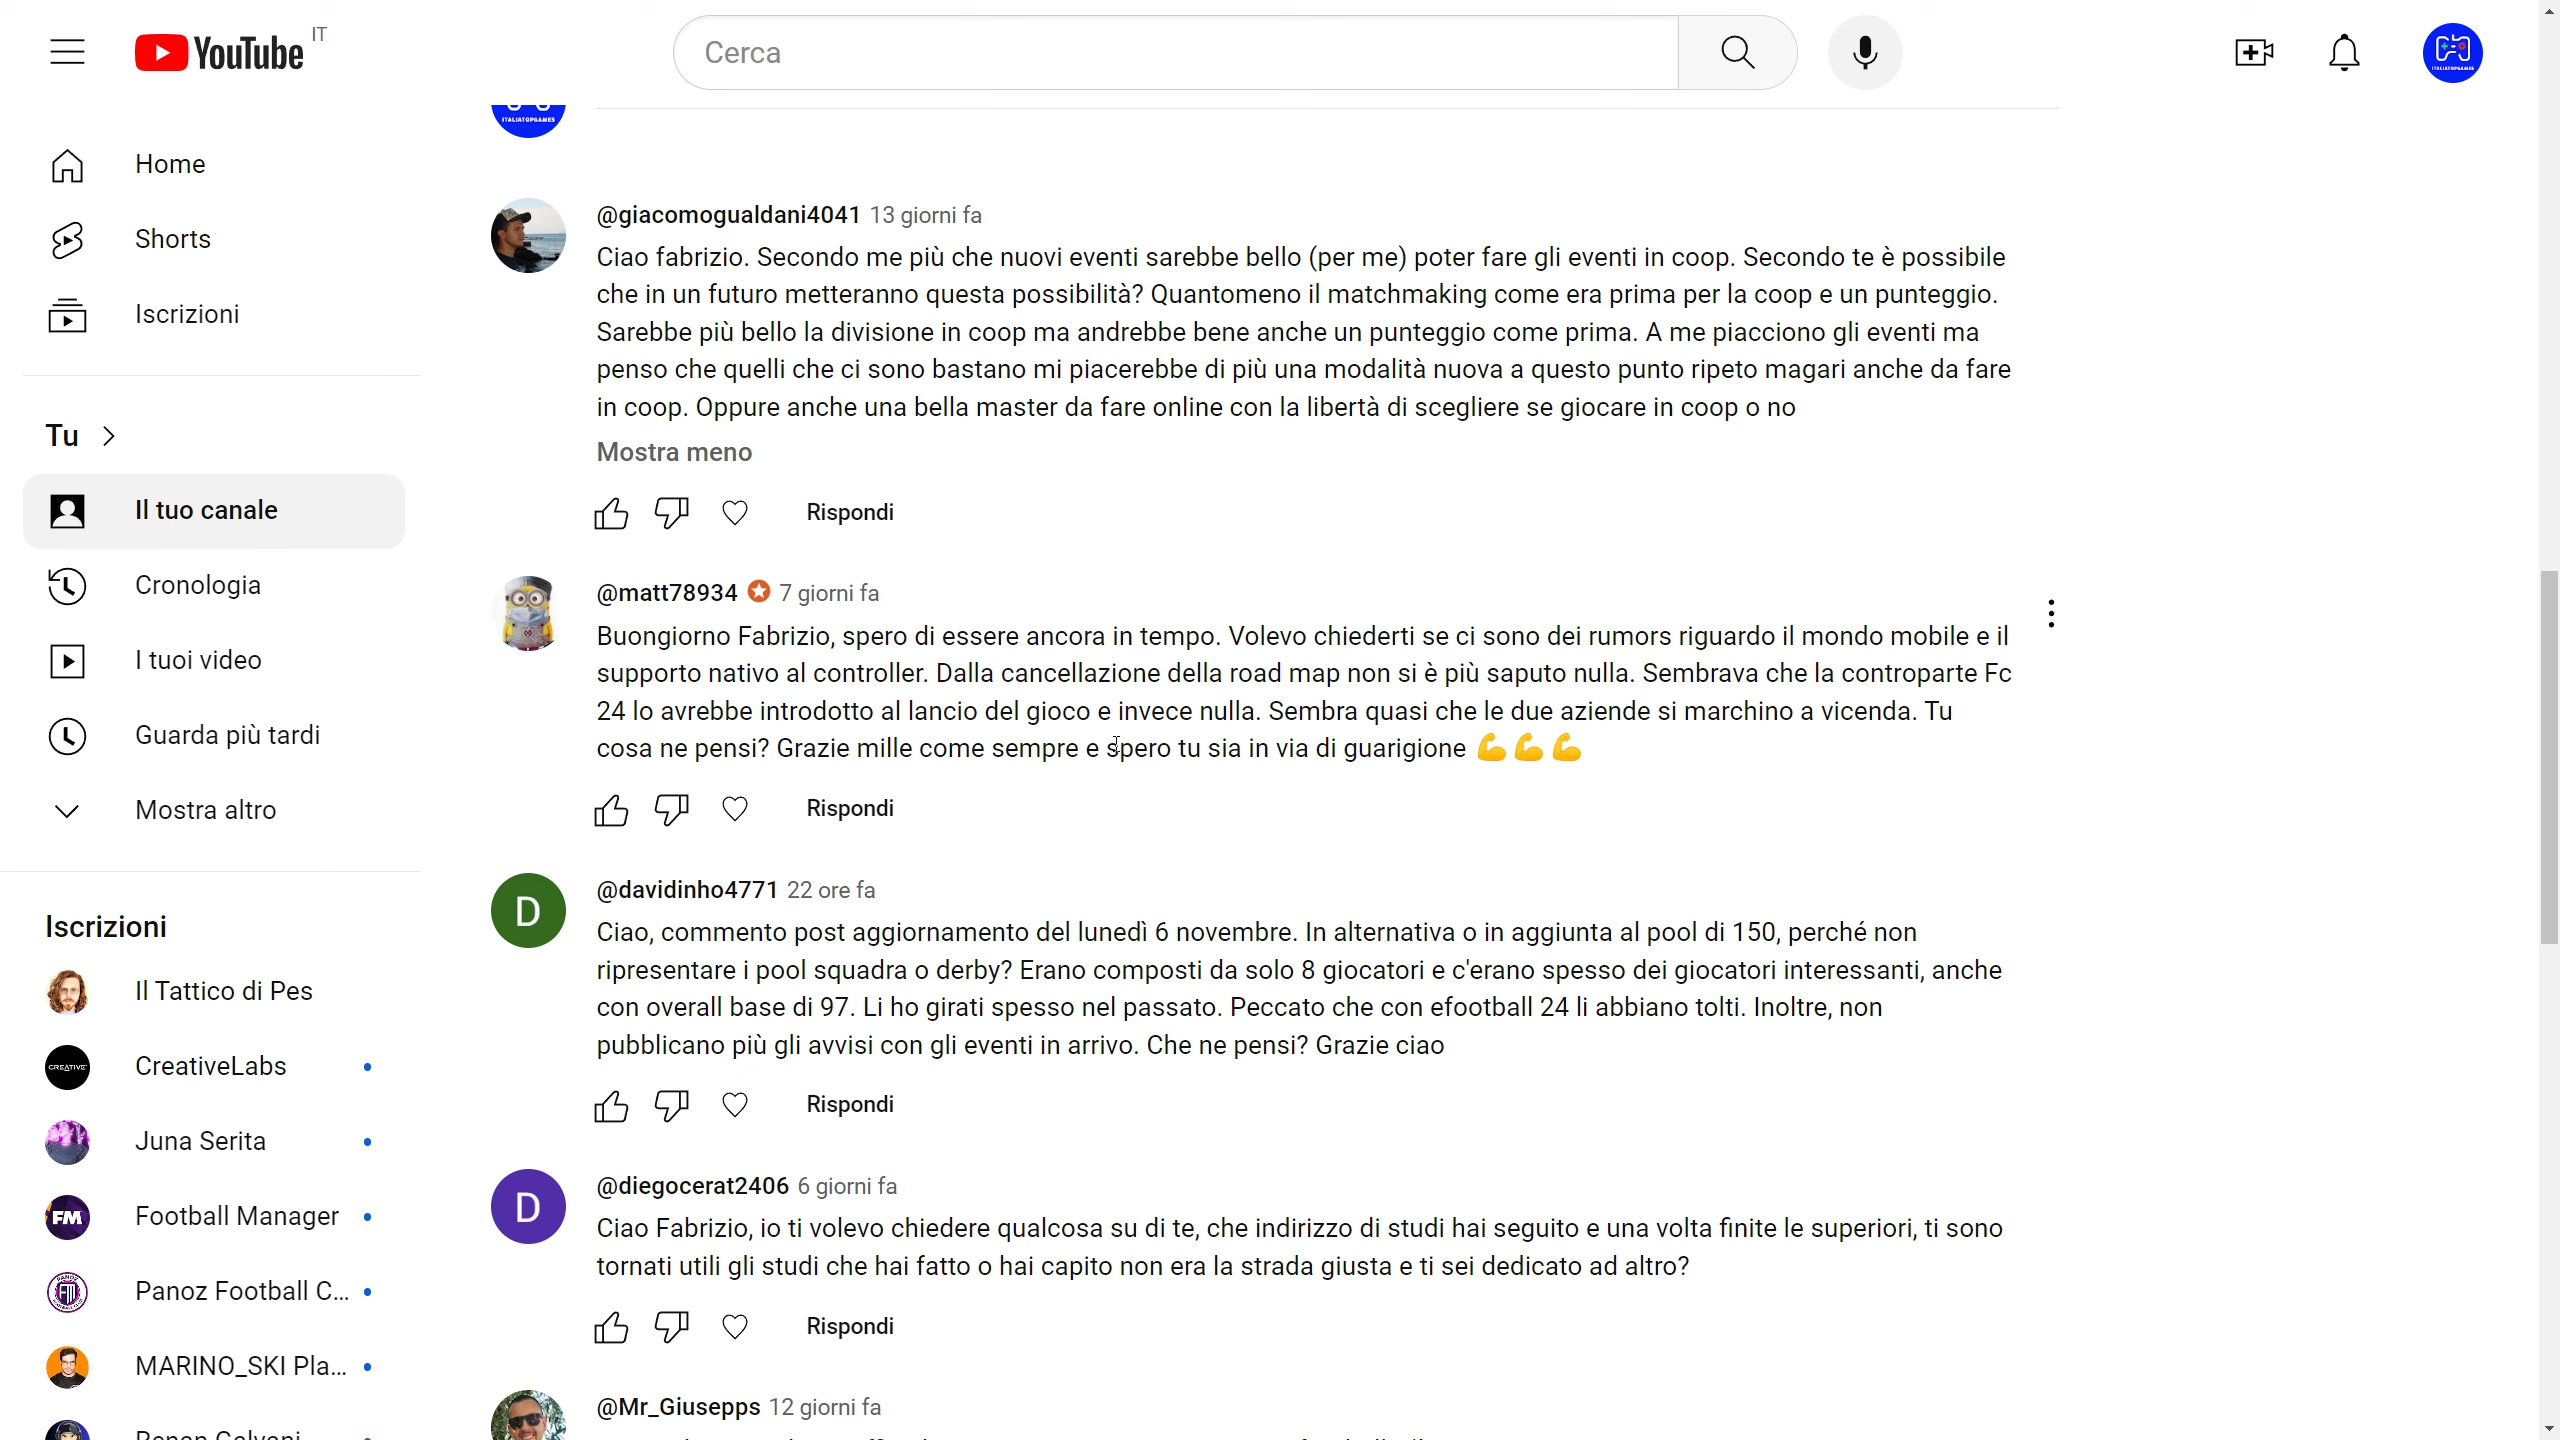 YouTube IT
Cerca
ITALIATOPGAMES
Home
Shorts
Iscrizioni
Tu
Il tuo canale
Cronologia
I tuoi video
Guarda più tardi
Mostra altro
Iscrizioni
Il Tattico di Pes
CREATIVE
CreativeLabs
Juna Serita
FM
Football Manager
Panoz Football C...
MARINO_SKI Pla...
ITALIATOPGAMES
@giacomogualdani4041 13 giorni fa
Ciao fabrizio. Secondo me più che nuovi eventi sarebbe bello (per me) poter fare gli eventi in coop. Secondo te è possibile
che in un futuro metteranno questa possibilità? Quantomeno il matchmaking come era prima per la coop e un punteggio.
Sarebbe più bello la divisione in coop ma andrebbe bene anche un punteggio come prima. A me piacciono gli eventi ma
penso che quelli che ci sono bastano mi piacerebbe di più una modalità nuova a questo punto ripeto magari anche da fare
in coop. Oppure anche una bella master da fare online con la libertà di scegliere se giocare in coop o no
Mostra meno
Rispondi
@matt78934 7 giorni fa
Buongiorno Fabrizio, spero di essere ancora in tempo. Volevo chiederti se ci sono dei rumors riguardo il mondo mobile e il
supporto nativo al controller. Dalla cancellazione della road map non si è più saputo nulla. Sembrava che la controparte Fc
24 lo avrebbe introdotto al lancio del gioco e invece nulla. Sembra quasi che le due aziende si marchino a vicenda. Tu
cosa ne pensi? Grazie mille come sempre e spero tu sia in via di guarigione 💪💪💪
Rispondi
D
@davidinho4771 22 ore fa
Ciao, commento post aggiornamento del lunedì 6 novembre. In alternativa o in aggiunta al pool di 150, perché non
ripresentare i pool squadra o derby? Erano composti da solo 8 giocatori e c'erano spesso dei giocatori interessanti, anche
con overall base di 97. Li ho girati spesso nel passato. Peccato che con efootball 24 li abbiano tolti. Inoltre, non
pubblicano più gli avvisi con gli eventi in arrivo. Che ne pensi? Grazie ciao
Rispondi
D
@diegocerat2406 6 giorni fa
Ciao Fabrizio, io ti volevo chiedere qualcosa su di te, che indirizzo di studi hai seguito e una volta finite le superiori, ti sono
tornati utili gli studi che hai fatto o hai capito non era la strada giusta e ti sei dedicato ad altro?
Rispondi
@Mr_Giusepps 12 giorni fa